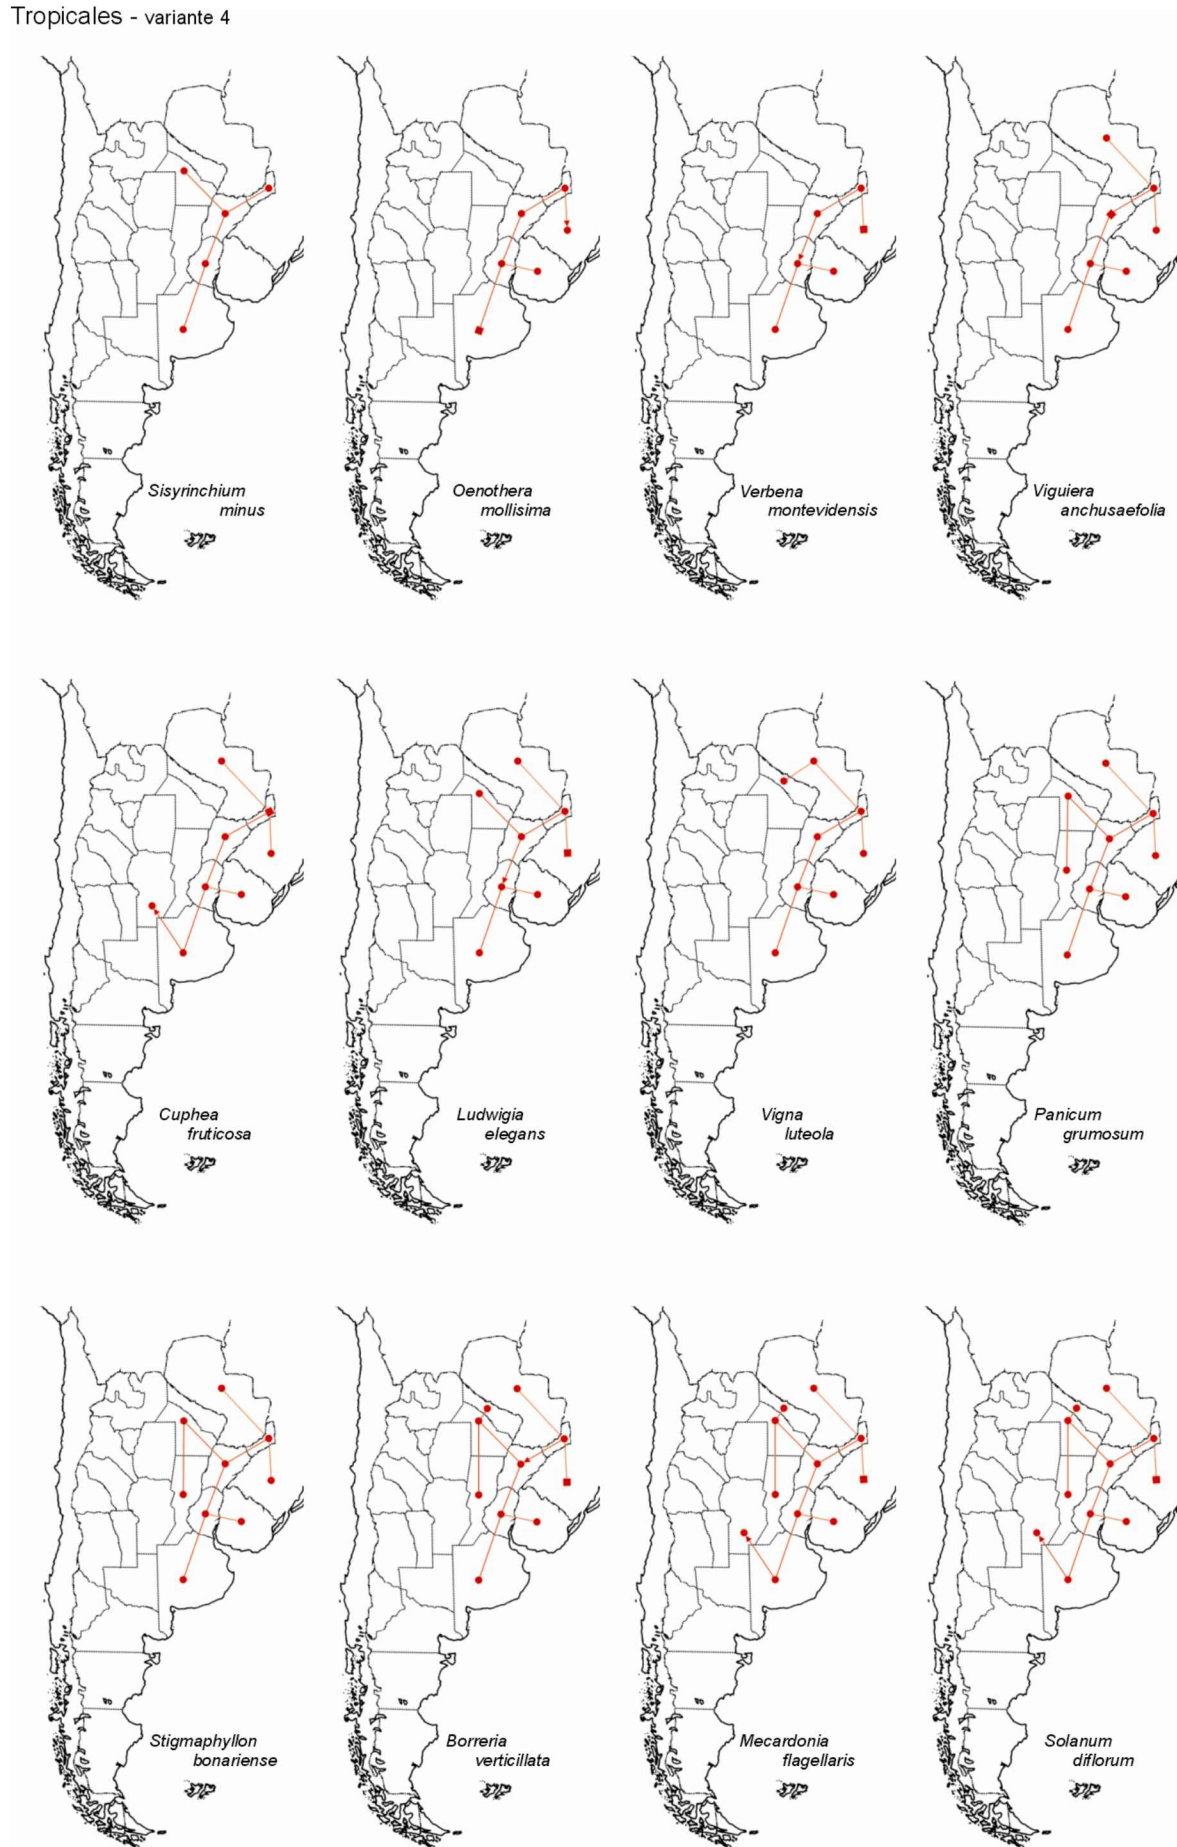 Tropicales - variante 4
Sisyrinchium
minus
Oenothera
mollisima
Verbena
montevidensis
Viguiera
anchusaefolia
Cuphea
fruticosa
Ludwigia
elegans
Vigna
luteola
Panicum
grumosum
Stigmaphyllon
bonariense
Borreria
verticillata
Mecardonia
flagellaris
Solanum
diflorum